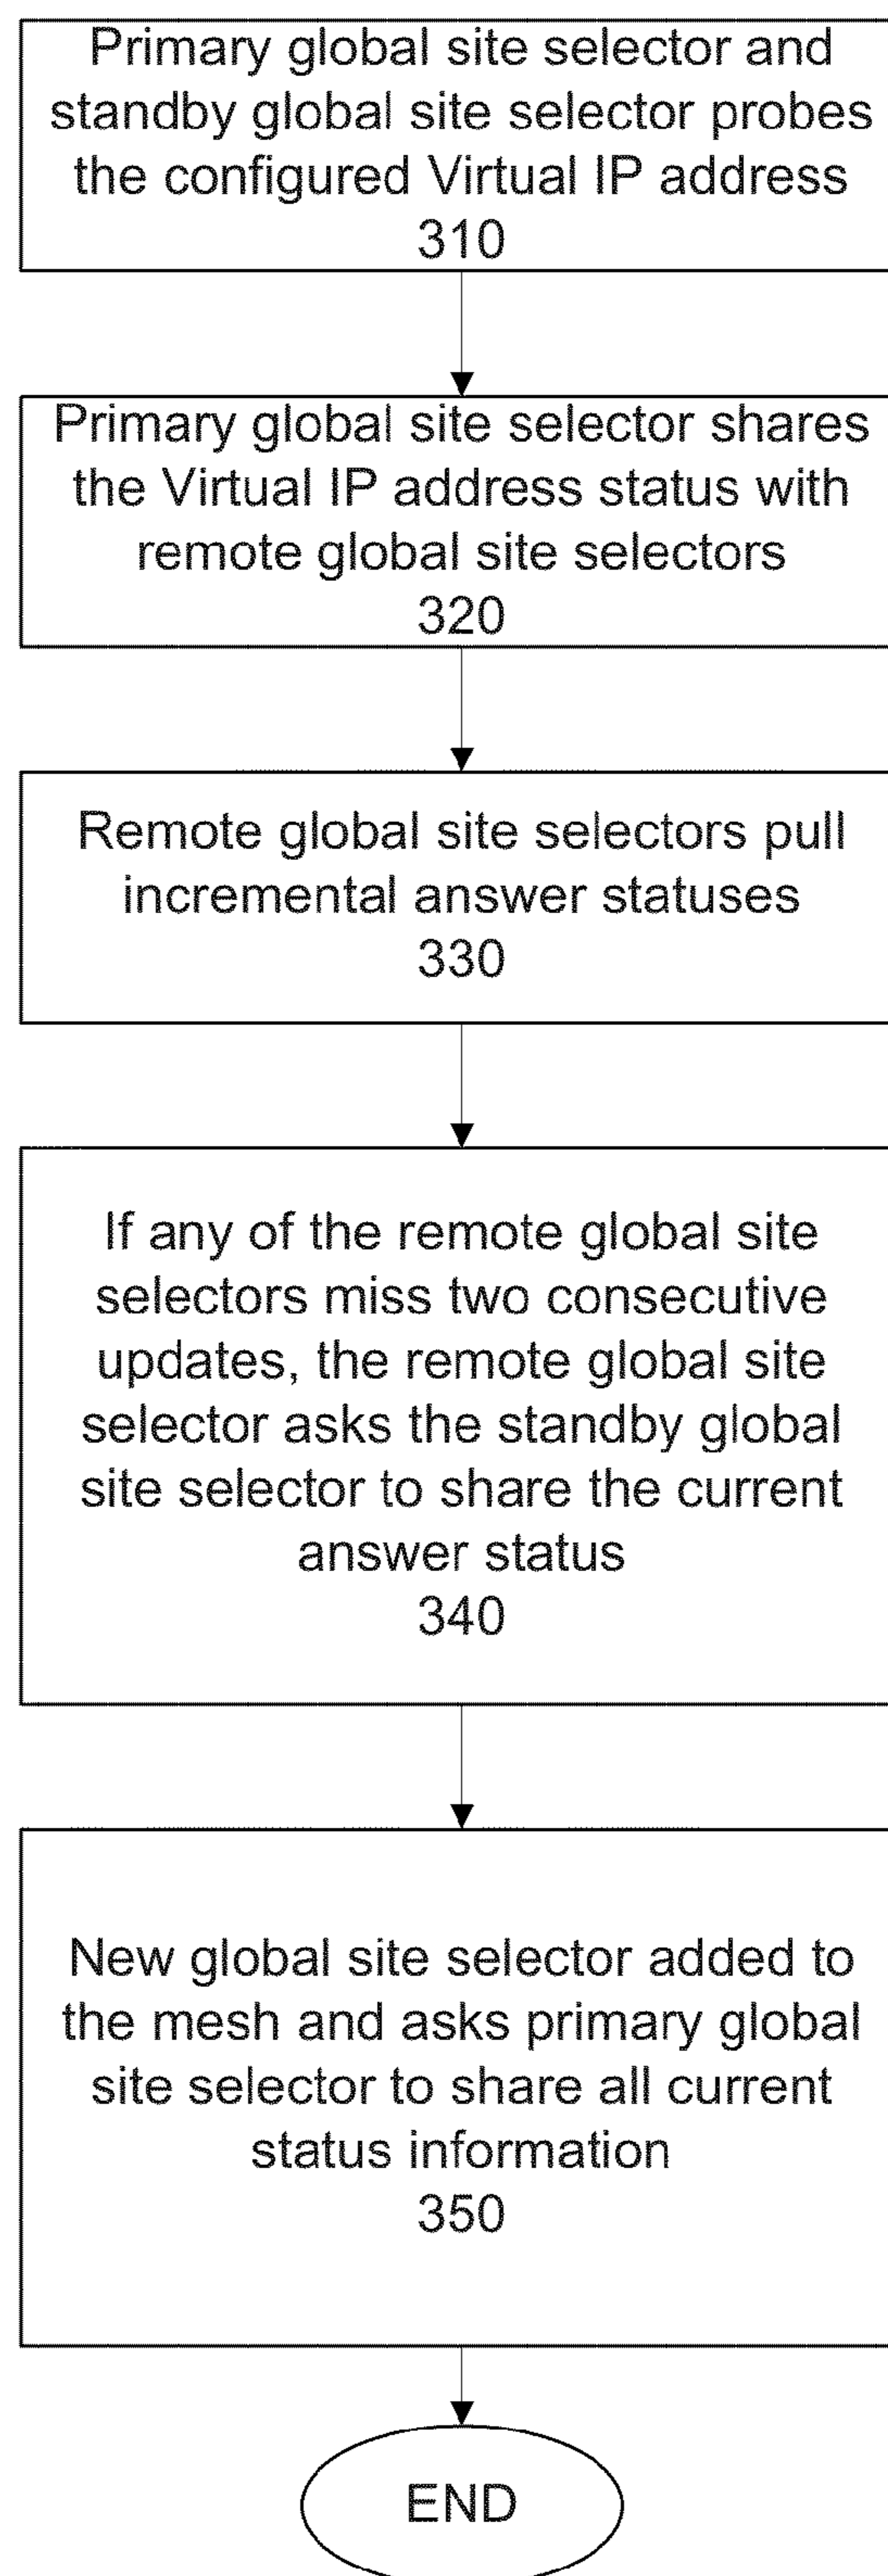 Primary global site selector and
standby global site selector probes
the configured Virtual IP address
310
Primary global site selector shares
the Virtual IP address status with
remote global site selectors
320
Remote global site selectors pull
incremental answer statuses
330
If any of the remote global site
selectors miss two consecutive
updates, the remote global site
selector asks the standby global
site selector to share the current
answer status
340
New global site selector added to
the mesh and asks primary global
site selector to share all current
status information
350
END